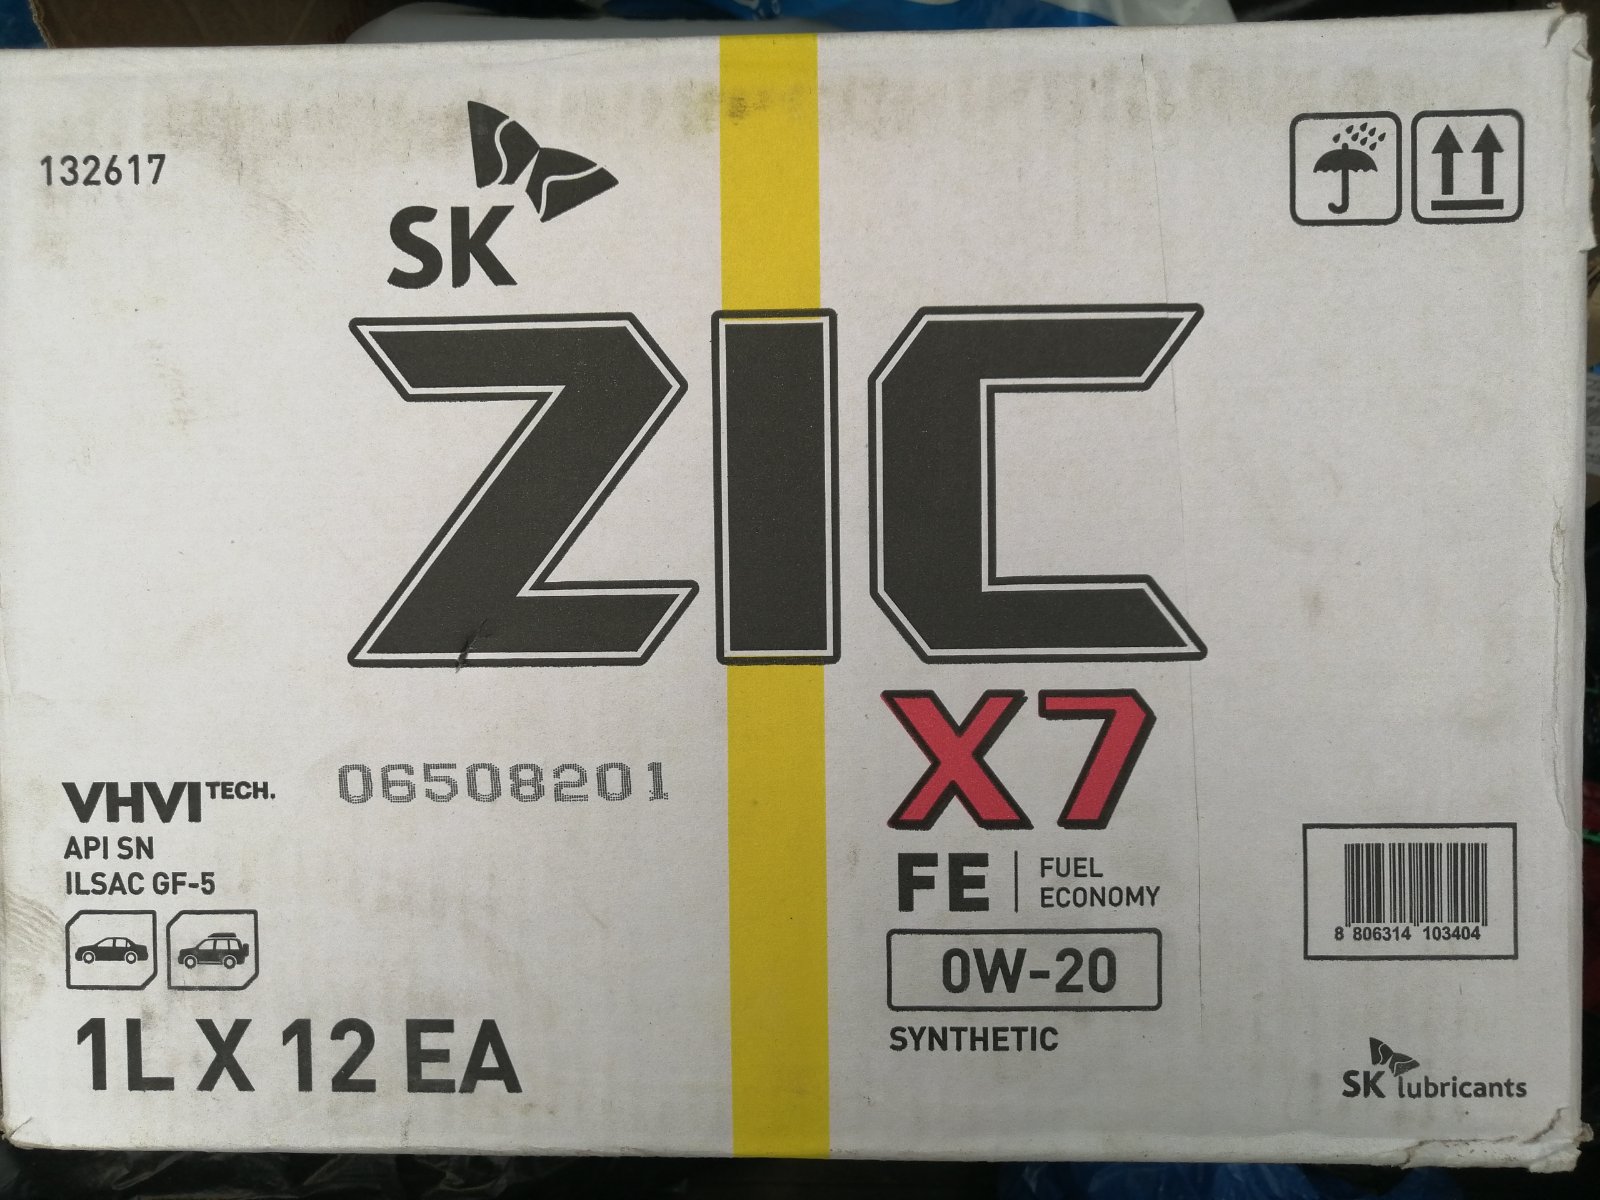 132617
SK
ZIC
X7
FE
FUEL
ECONOMY
0W-20
SYNTHETIC
06508201
VHVI TECH.
API SN
ILSAC GF-5
1L X 12 EA
8 806314 103404
SK lubricants